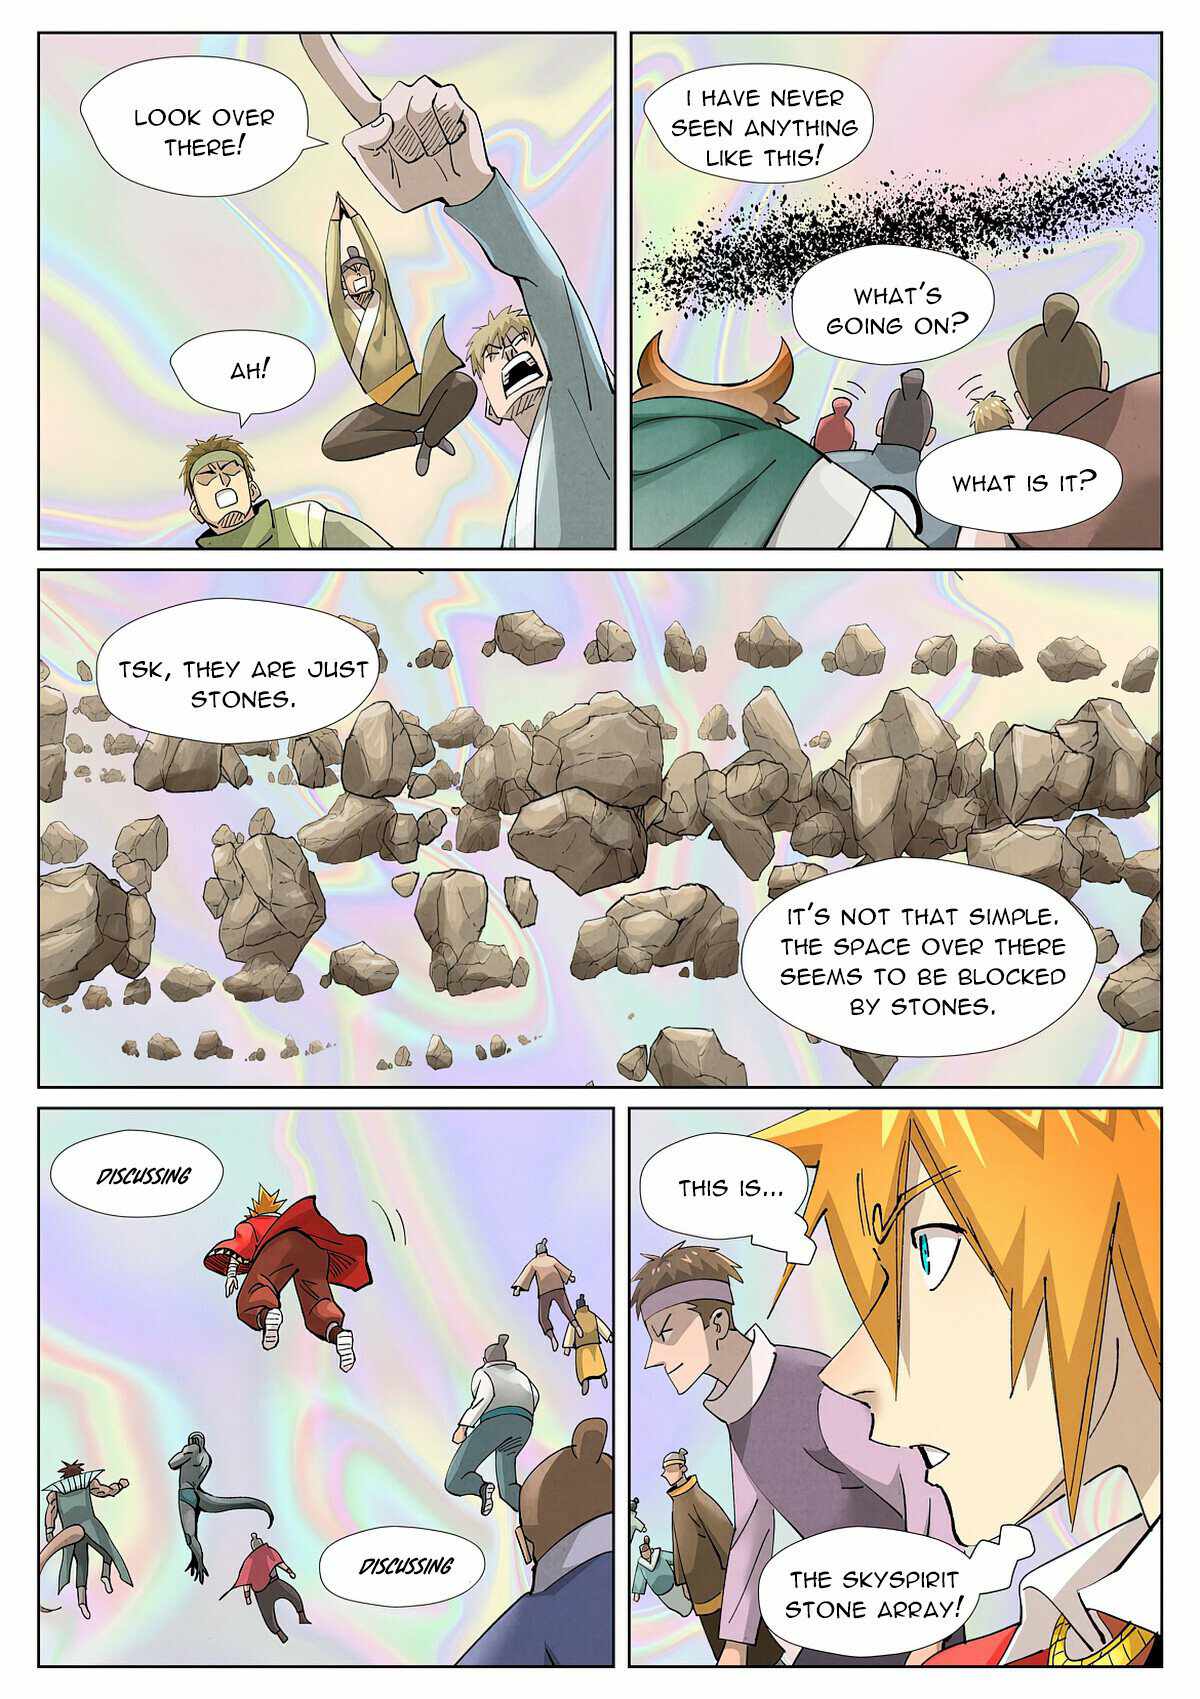 LOOK OVER
THERE!
AH!
I HAVE NEVER
SEEN ANYTHING
LIKE THIS!
WHAT'S
GOING ON?
WHAT IS IT?
TSK, THEY ARE JUST
STONES.
IT'S NOT THAT SIMPLE.
THE SPACE OVER THERE
SEEMS TO BE BLOCKED
BY STONES.
DISCUSSING
DISCUSSING
THIS IS...
THE SKYSPIRIT
STONE ARRAY!